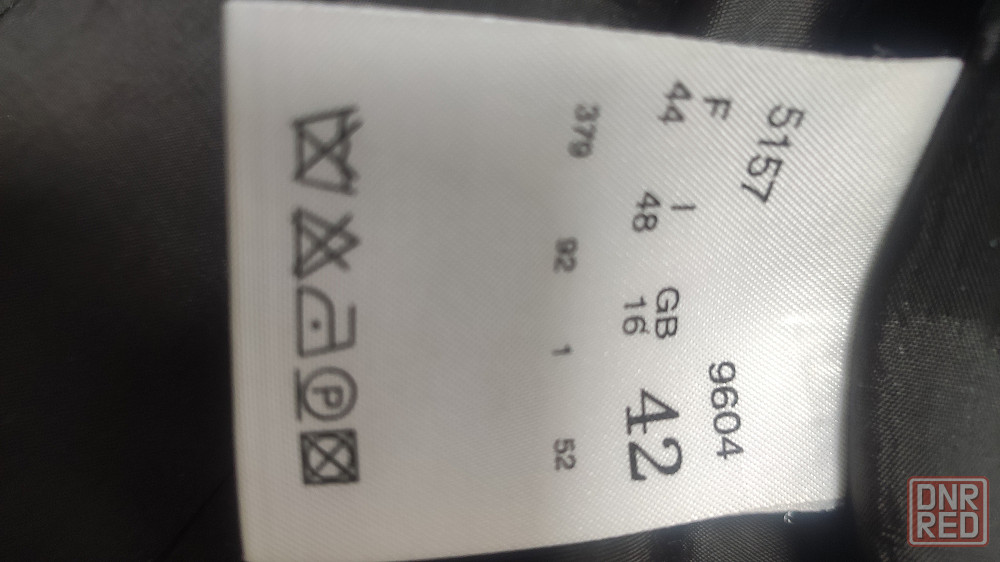 5157 9604
F I GB
44 48 16 42
379 92 1 52
P
DNR
RED